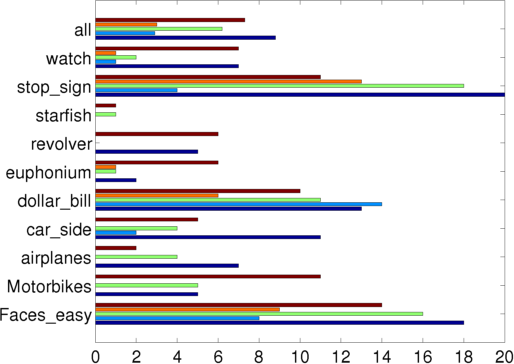 all
watch
stop_sign
starfish
revolver
euphonium
dollar_bill
car_side
airplanes
Motorbikes
Faces_easy
0 2 4 6 8 10 12 14 16 18 20